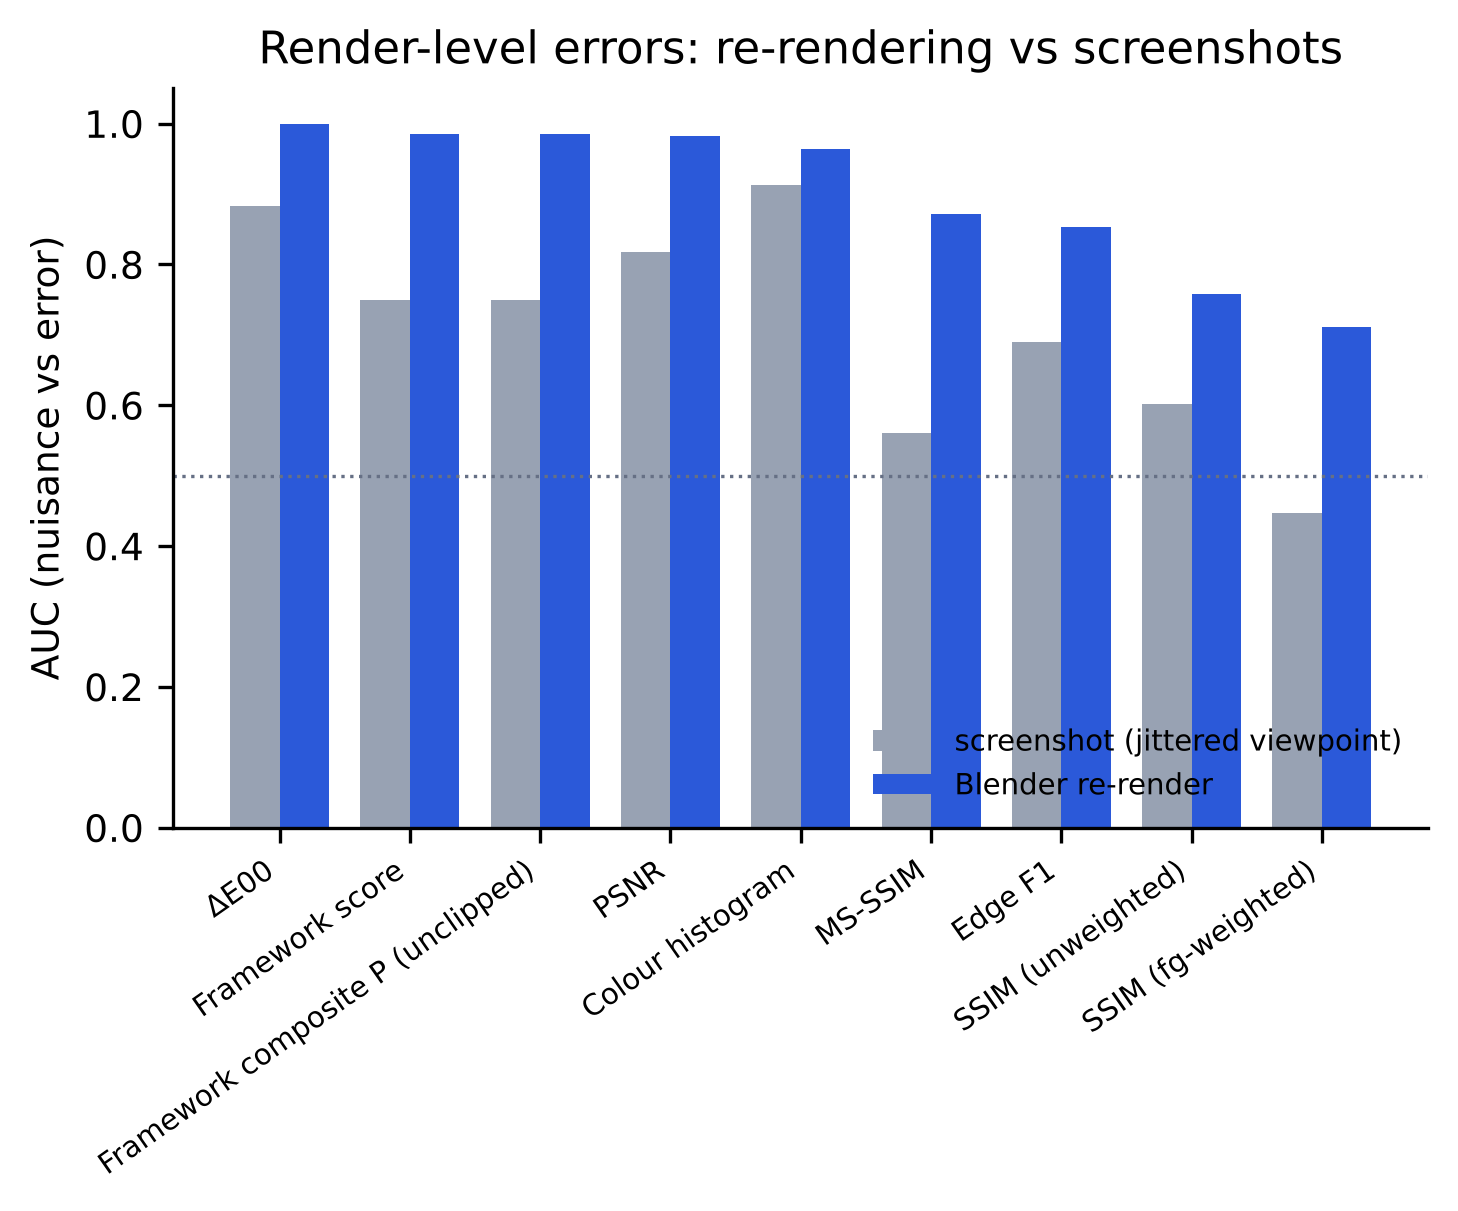 Render-level errors: re-rendering vs screenshots
AUC (nuisance vs error)
1.0
0.8
0.6
0.4
0.2
0.0
screenshot (jittered viewpoint)
Blender re-render
ΔE00
Framework score
Framework composite P (unclipped)
PSNR
Colour histogram
MS-SSIM
Edge F1
SSIM (unweighted)
SSIM (fg-weighted)